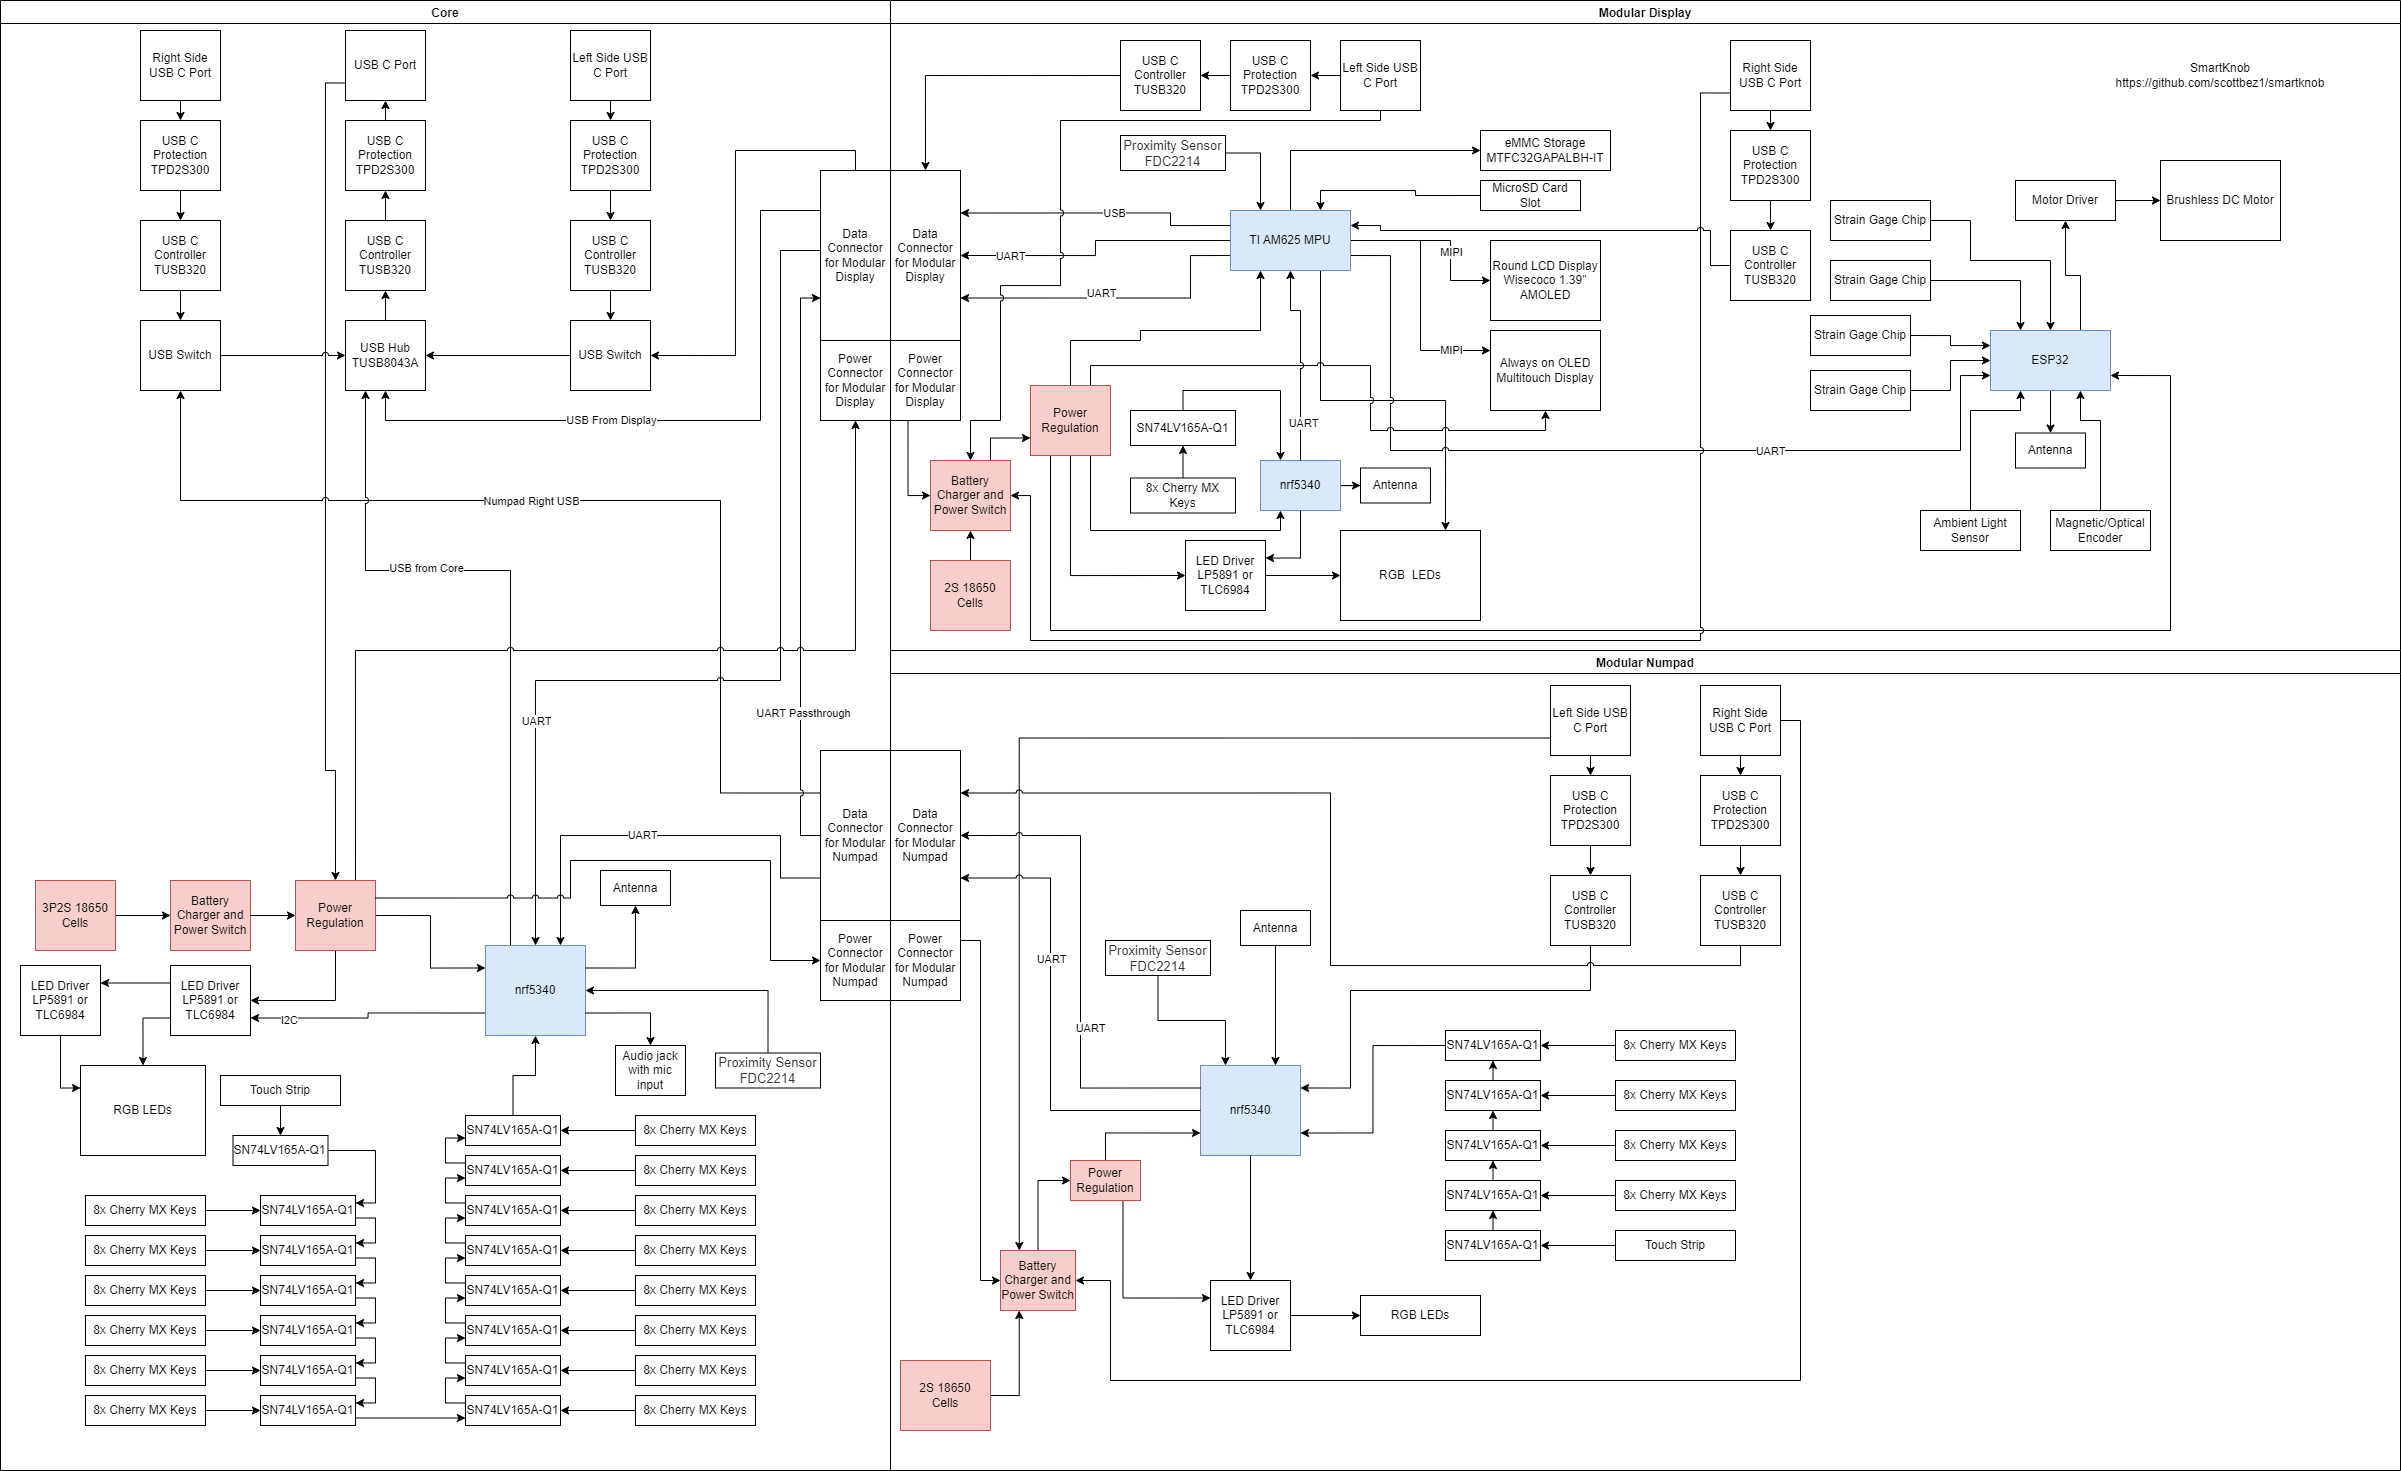 Core
Right Side
USB C Port
USB C Port
Left Side USB
C Port
USB C
Protection
TPD2S300
USB C
Protection
TPD2S300
USB C
Protection
TPD2S300
USB C
Controller
TUSB320
USB C
Controller
TUSB320
USB C
Controller
TUSB320
USB Switch
USB Hub
TUSB8043A
USB Switch
USB From Display
Numpad Right USB
USB from Core
UART
UART Passthrough
UART
Data
Connector
for Modular
Display
Power
Connector
for Modular
Display
Data
Connector
for Modular
Numpad
Power
Connector
for Modular
Numpad
3P2S 18650
Cells
Battery
Charger and
Power Switch
Power
Regulation
Antenna
LED Driver
LP5891 or
TLC6984
LED Driver
LP5891 or
TLC6984
I2C
nrf5340
Audio jack
with mic
input
Proximity Sensor
FDC2214
RGB LEDs
Touch Strip
SN74LV165A-Q1
SN74LV165A-Q1
8x Cherry MX Keys
SN74LV165A-Q1
8x Cherry MX Keys
8x Cherry MX Keys
SN74LV165A-Q1
SN74LV165A-Q1
8x Cherry MX Keys
8x Cherry MX Keys
SN74LV165A-Q1
SN74LV165A-Q1
8x Cherry MX Keys
8x Cherry MX Keys
SN74LV165A-Q1
SN74LV165A-Q1
8x Cherry MX Keys
8x Cherry MX Keys
SN74LV165A-Q1
SN74LV165A-Q1
8x Cherry MX Keys
8x Cherry MX Keys
SN74LV165A-Q1
SN74LV165A-Q1
8x Cherry MX Keys
8x Cherry MX Keys
SN74LV165A-Q1
SN74LV165A-Q1
8x Cherry MX Keys
Modular Display
USB C
Controller
TUSB320
USB C
Protection
TPD2S300
Left Side USB
C Port
Right Side
USB C Port
SmartKnob
https://github.com/scottbez1/smartknob
Proximity Sensor
FDC2214
eMMC Storage
MTFC32GAPALBH-IT
MicroSD Card
Slot
USB C
Protection
TPD2S300
USB C
Controller
TUSB320
Data
Connector
for Modular
Display
Power
Connector
for Modular
Display
USB
UART
UART
TI AM625 MPU
MIPI
Round LCD Display
Wisecoco 1.39"
AMOLED
MIPI
Always on OLED
Multitouch Display
Motor Driver
Brushless DC Motor
Strain Gage Chip
Strain Gage Chip
Strain Gage Chip
Strain Gage Chip
ESP32
Antenna
Ambient Light
Sensor
Magnetic/Optical
Encoder
UART
Power
Regulation
SN74LV165A-Q1
UART
8x Cherry MX
Keys
nrf5340
Antenna
Battery
Charger and
Power Switch
2S 18650
Cells
LED Driver
LP5891 or
TLC6984
RGB  LEDs
Modular Numpad
Left Side USB
C Port
Right Side
USB C Port
USB C
Protection
TPD2S300
USB C
Protection
TPD2S300
USB C
Controller
TUSB320
USB C
Controller
TUSB320
Data
Connector
for Modular
Numpad
Power
Connector
for Modular
Numpad
UART
UART
Proximity Sensor
FDC2214
Antenna
nrf5340
SN74LV165A-Q1
8x Cherry MX Keys
SN74LV165A-Q1
8x Cherry MX Keys
SN74LV165A-Q1
8x Cherry MX Keys
SN74LV165A-Q1
8x Cherry MX Keys
SN74LV165A-Q1
Touch Strip
Power
Regulation
Battery
Charger and
Power Switch
LED Driver
LP5891 or
TLC6984
RGB LEDs
2S 18650
Cells